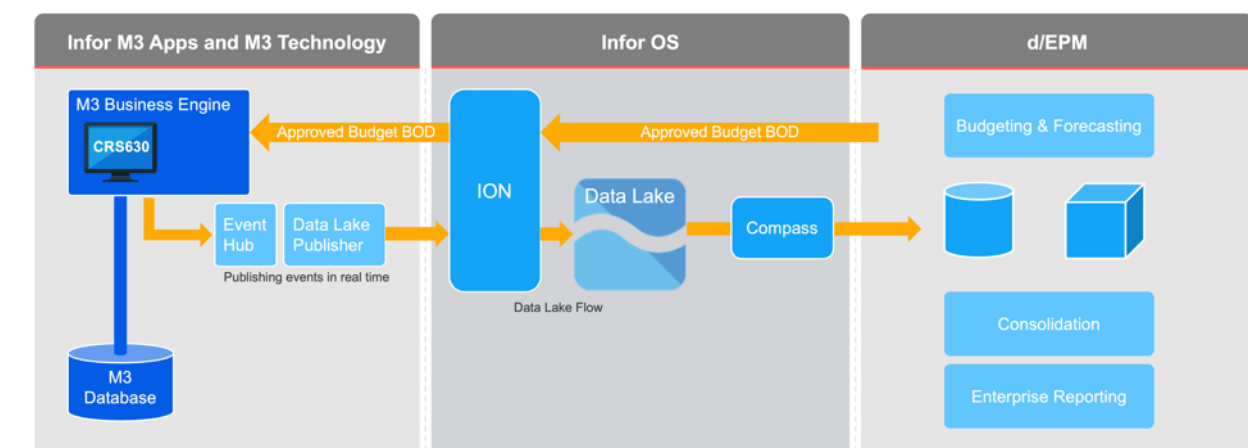 Infor M3 Apps and M3 Technology
Infor OS
d/EPM
M3 Business Engine
CRS630
Approved Budget BOD
Approved Budget BOD
Budgeting & Forecasting
ION
Data Lake
Event
Hub
Data Lake
Publisher
Compass
Publishing events in real time
Data Lake Flow
Consolidation
M3
Database
Enterprise Reporting